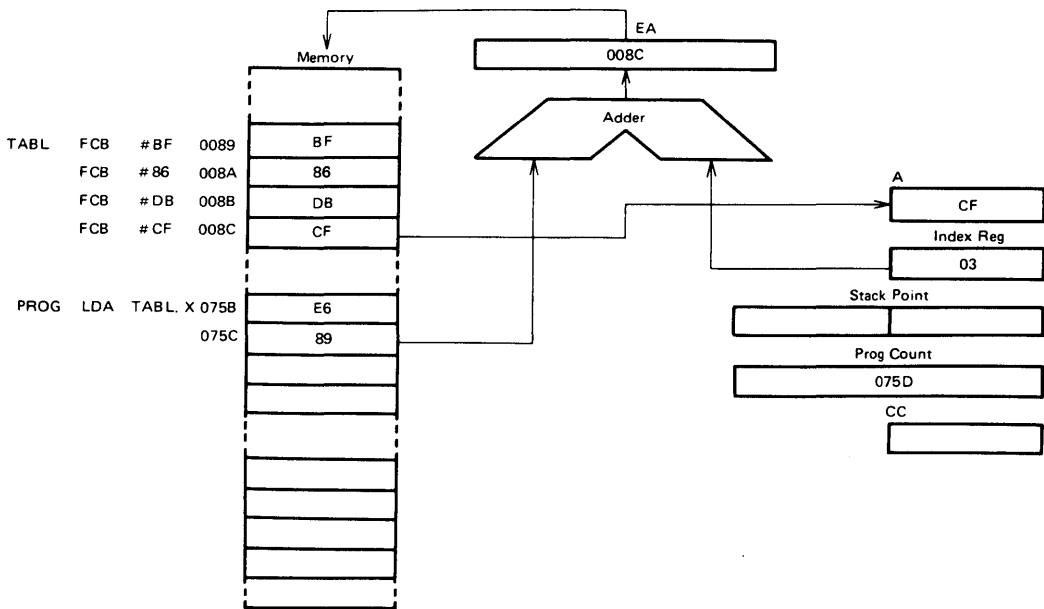 EA
Memory
008C
Adder
TABL FCB #BF 0089 BF
FCB #86 008A 86
FCB #DB 008B DB
FCB #CF 008C CF
A
CF
Index Reg
03
PROG LDA TABL. X 075B E6
075C 89
Stack Point
Prog Count
075D
CC